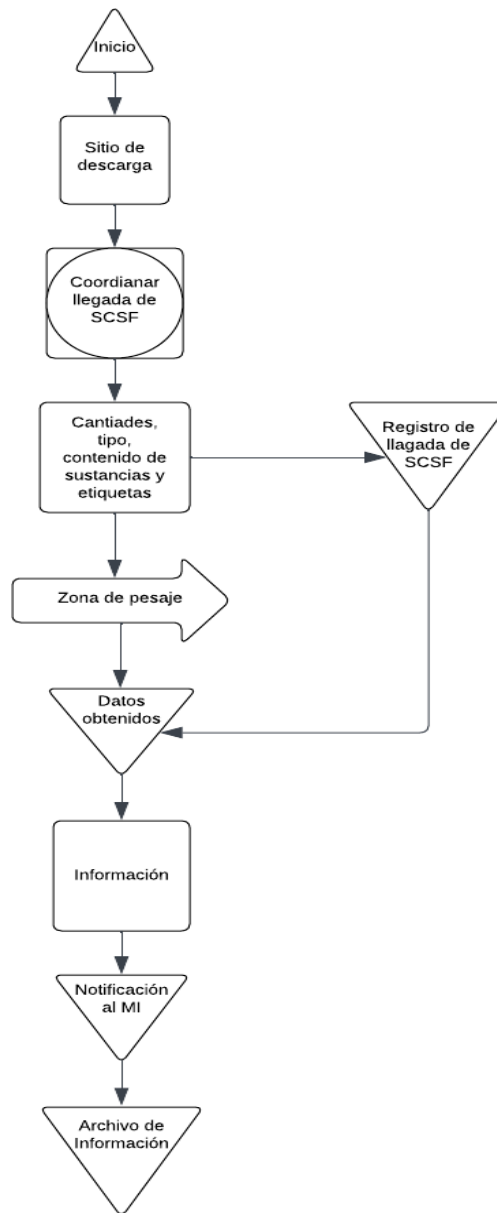 Inicio
Sitio de
descarga
Coordianar
llegada de
SCSF
Cantiades,
tipo,
contenido de
sustancias y
etiquetas
Registro de
llagada de
SCSF
Zona de pesaje
Datos
obtenidos
Información
Notificación
al MI
Archivo de
Información